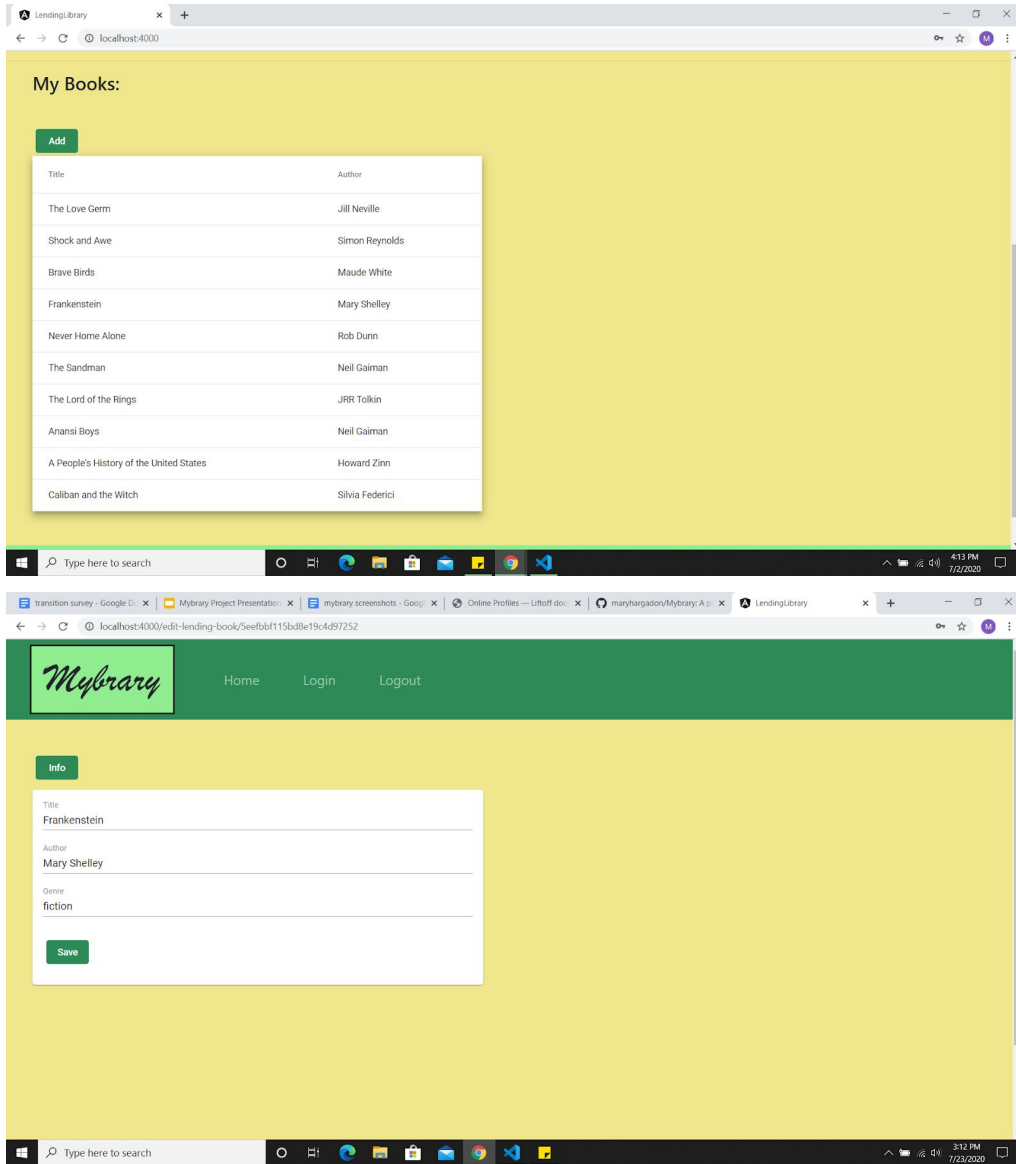 LendingLibrary
localhost:4000
M
My Books:
Add
Title Author
The Love Germ Jill Neville
Shock and Awe Simon Reynolds
Brave Birds Maude White
Frankenstein Mary Shelley
Never Home Alone Rob Dunn
The Sandman Neil Gaiman
The Lord of the Rings JRR Tolkin
Anansi Boys Neil Gaiman
A People's History of the United States Howard Zinn
Caliban and the Witch Silvia Federici
Type here to search
4:13 PM
7/2/2020
transition survey - Google Do Mybrary Project Presentation mybrary screenshots - Goog Online Profiles — Liftoff doc maryhargadon/Mybrary: A p LendingLibrary
localhost:4000/edit-lending-book/5eefbbf115bd8e19c4d97252
M
Mybrary Home Login Logout
Info
Title
Frankenstein
Author
Mary Shelley
Genre
fiction
Save
Type here to search
3:12 PM
7/23/2020